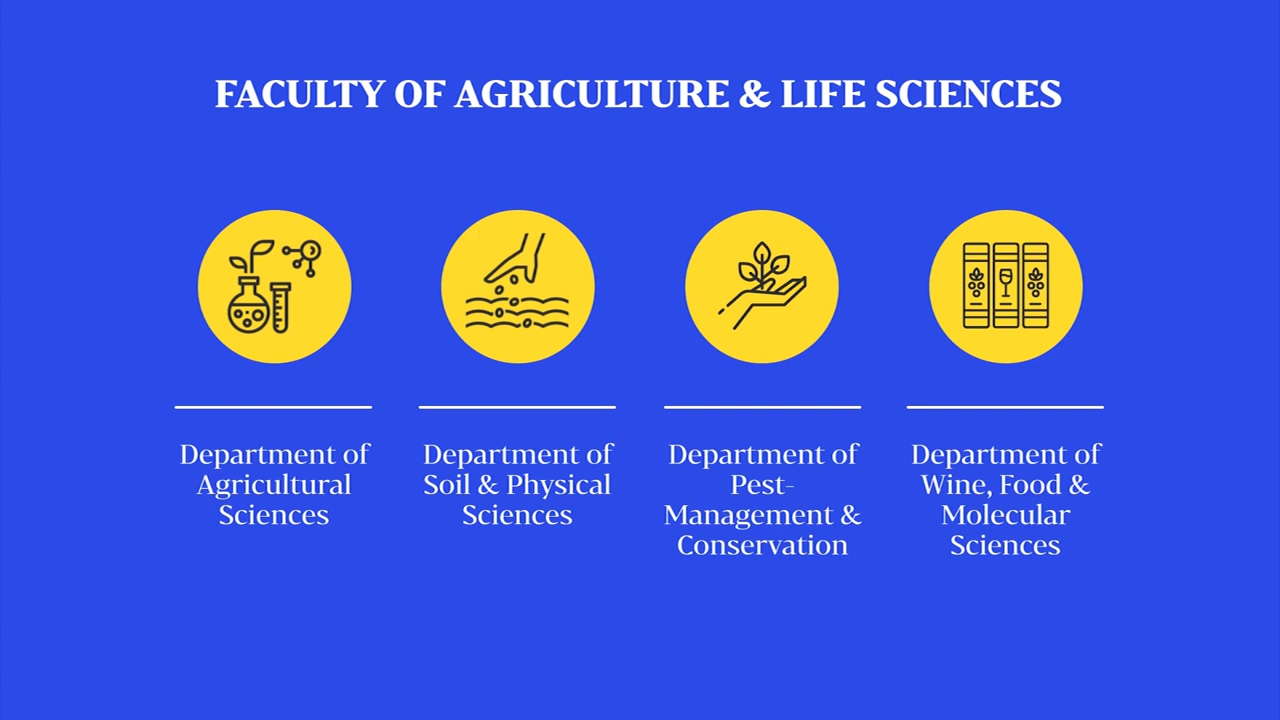 FACULTY OF AGRICULTURE & LIFE SCIENCES
Department of
Agricultural
Sciences
Department of
Soil & Physical
Sciences
Department of
Pest-
Management &
Conservation
Department of
Wine, Food &
Molecular
Sciences